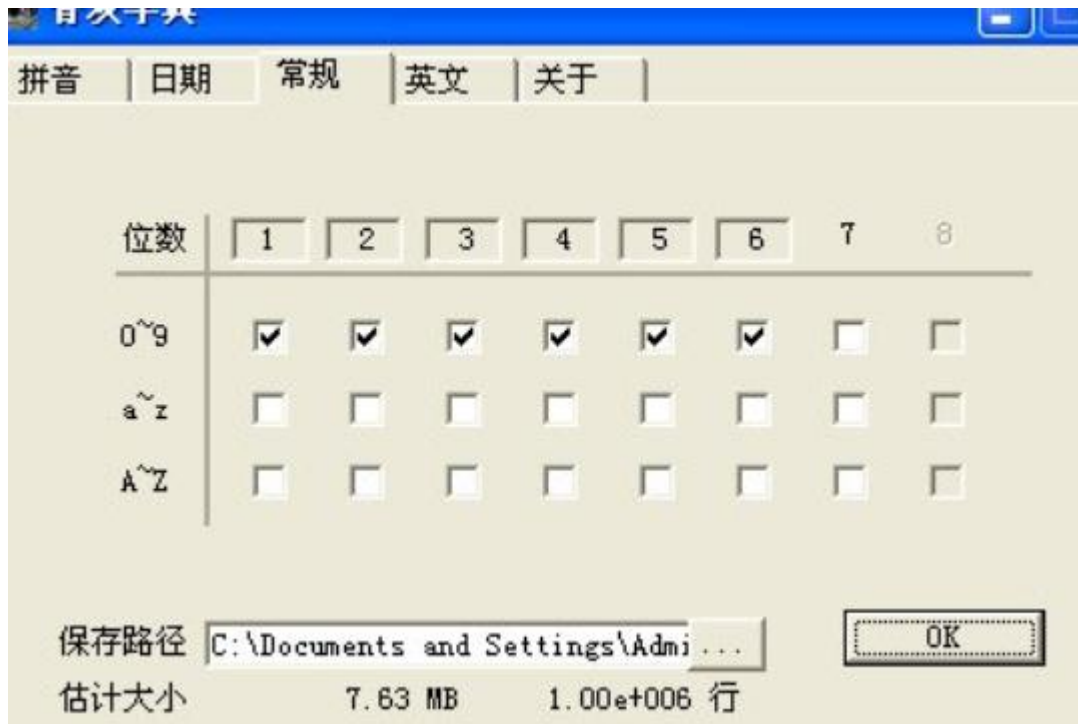 字典
拼音 日期 常规 英文 关于
位数 1 2 3 4 5 6 7 8
0~9
a~z
A~Z
保存路径 C:\Documents and Settings\Admi ... OK
估计大小 7.63 MB 1.00e+006 行